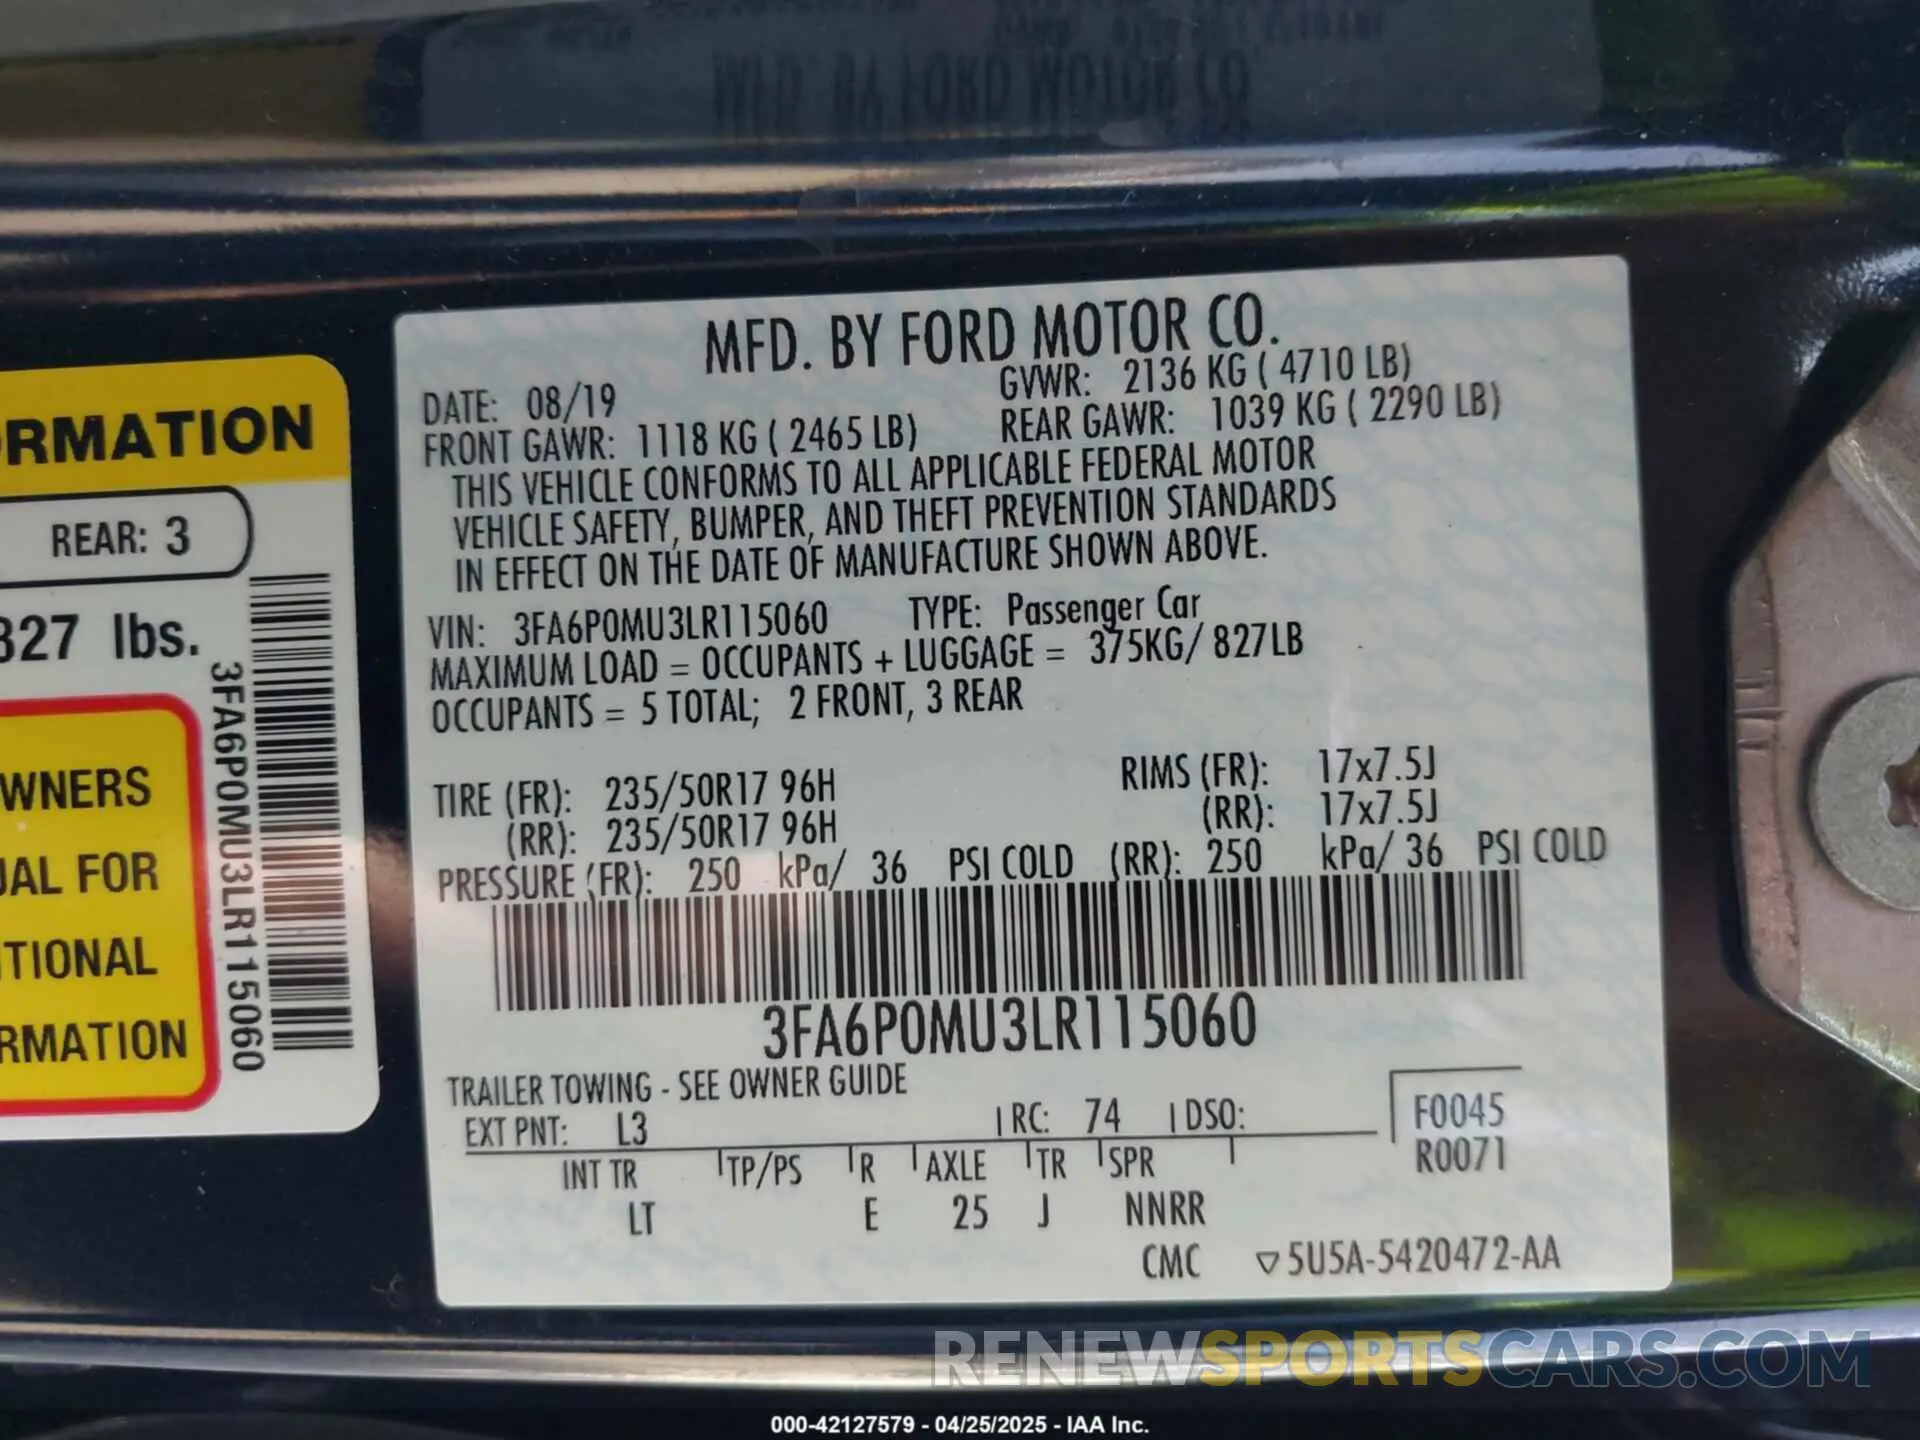 MFD. BY FORD MOTOR CO.
DATE: 08/19 GVWR: 2136 KG ( 4710 LB)
FRONT GAWR: 1118 KG ( 2465 LB) REAR GAWR: 1039 KG ( 2290 LB)
THIS VEHICLE CONFORMS TO ALL APPLICABLE FEDERAL MOTOR
VEHICLE SAFETY, BUMPER, AND THEFT PREVENTION STANDARDS
IN EFFECT ON THE DATE OF MANUFACTURE SHOWN ABOVE.
VIN: 3FA6P0MU3LR115060 TYPE: Passenger Car
MAXIMUM LOAD = OCCUPANTS + LUGGAGE = 375KG/ 827LB
OCCUPANTS = 5 TOTAL; 2 FRONT, 3 REAR
TIRE (FR): 235/50R17 96H RIMS (FR): 17x7.5J
(RR): 235/50R17 96H (RR): 17x7.5J
PRESSURE (FR): 250 kPa/ 36 PSI COLD (RR): 250 kPa/ 36 PSI COLD
3FA6P0MU3LR115060
TRAILER TOWING - SEE OWNER GUIDE
EXT PNT: L3 RC: 74 DSO: F0045
R0071
INT TR TP/PS R AXLE TR SPR
LT E 25 J NNRR
CMC ▽5U5A-5420472-AA
ORMATION
REAR: 3
827 lbs.
3FA6P0MU3LR115060
WNERS
UAL FOR
ITIONAL
RMATION
RENEWSPORTSCARS.COM
000-42127579 - 04/25/2025 - IAA Inc.